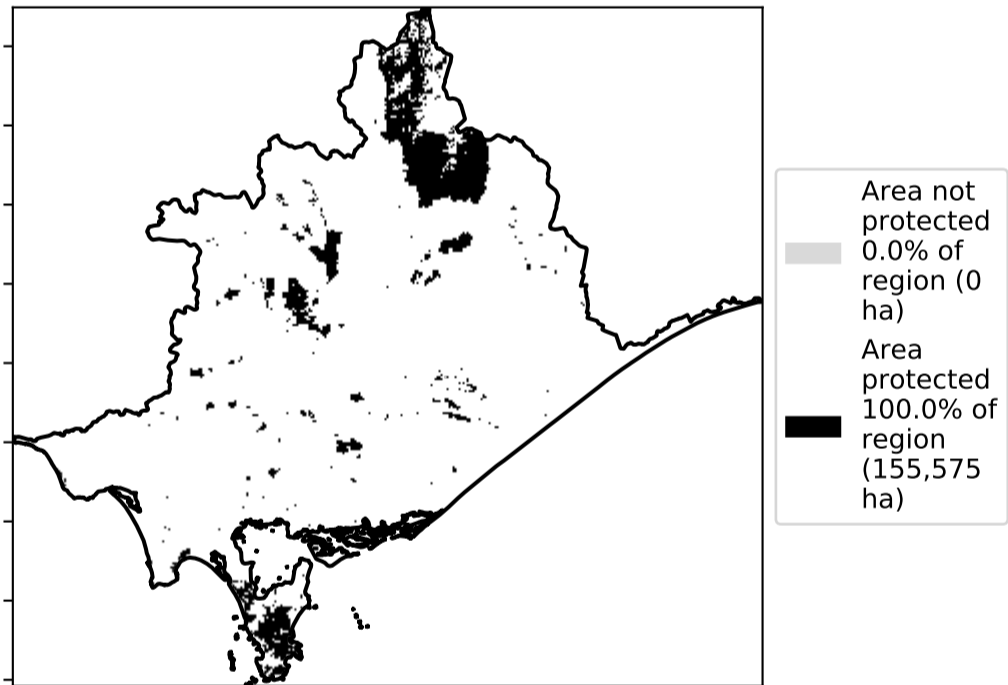 Area not
protected
0.0% of
region (0
ha)
Area
protected
100.0% of
region
(155,575
ha)